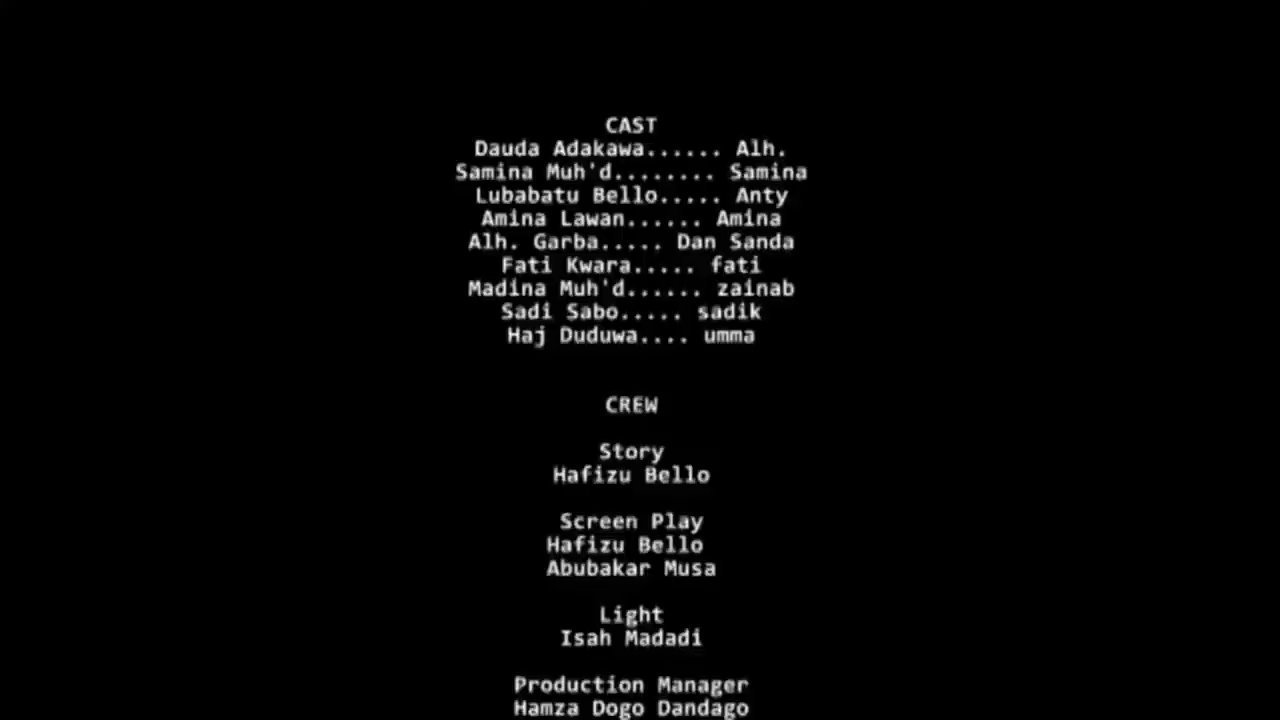 CAST
Dauda Adakawa...... Alh.
Samina Muh'd........ Samina
Lubabatu Bello..... Anty
Amina Lawan...... Amina
Alh. Garba..... Dan Sanda
Fati Kwara..... fati
Madina Muh'd...... zainab
Sadi Sabo..... sadik
Haj Duduwa.... umma
CREW
Story
Hafizu Bello
Screen Play
Hafizu Bello
Abubakar Musa
Light
Isah Madadi
Production Manager
Hamza Dogo Dandago